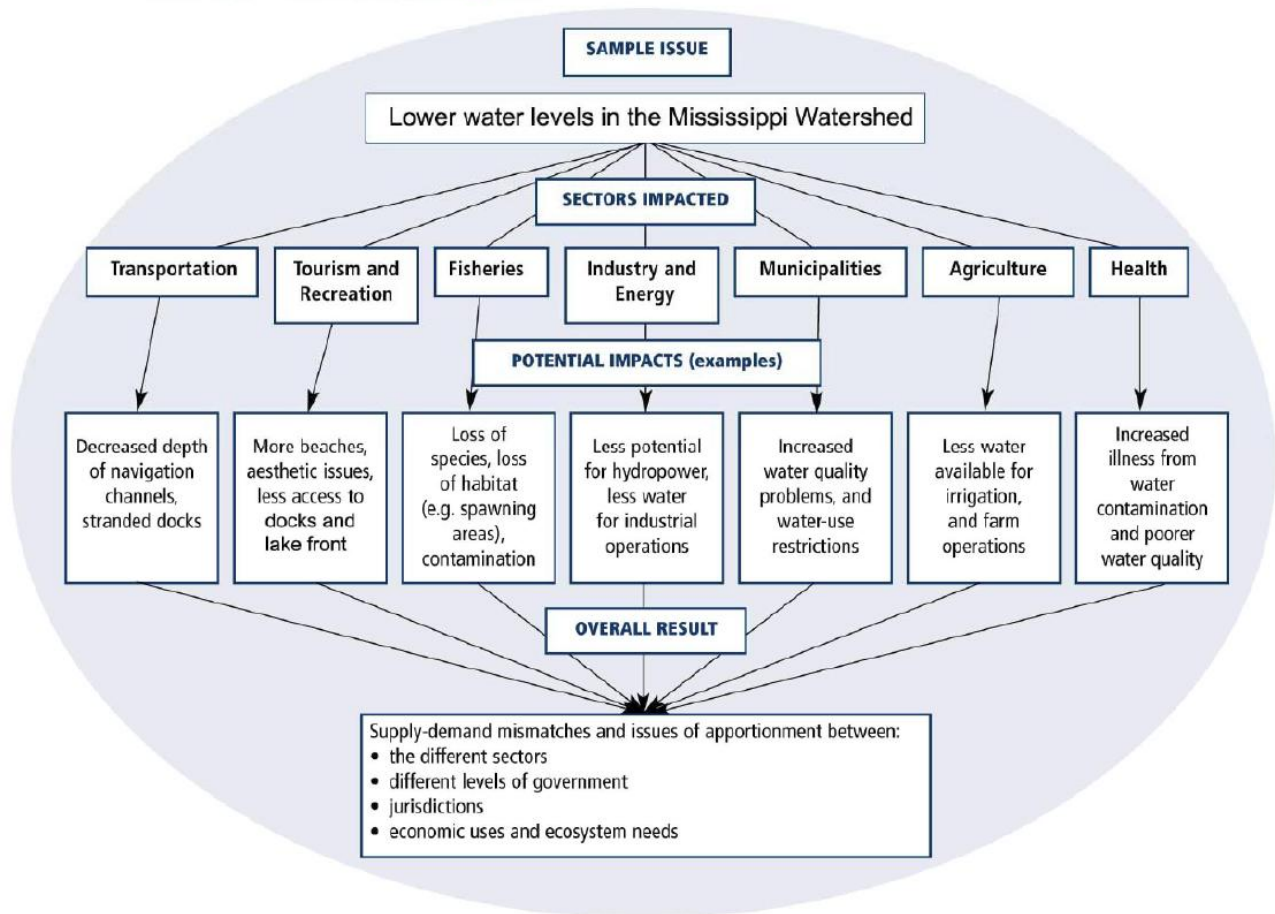 SAMPLE ISSUE
Lower water levels in the Mississippi Watershed
SECTORS IMPACTED
Transportation
Tourism and
Recreation
Fisheries
Industry and
Energy
Municipalities
Agriculture
Health
POTENTIAL IMPACTS (examples)
Decreased depth
of navigation
channels,
stranded docks
More beaches,
aesthetic issues,
less access to
docks and
lake front
Loss of
species, loss
of habitat
(e.g. spawning
areas),
contamination
Less potential
for hydropower,
less water
for industrial
operations
Increased
water quality
problems, and
water-use
restrictions
Less water
available for
irrigation,
and farm
operations
Increased
illness from
water
contamination
and poorer
water quality
OVERALL RESULT
Supply-demand mismatches and issues of apportionment between:
• the different sectors
• different levels of government
• jurisdictions
• economic uses and ecosystem needs